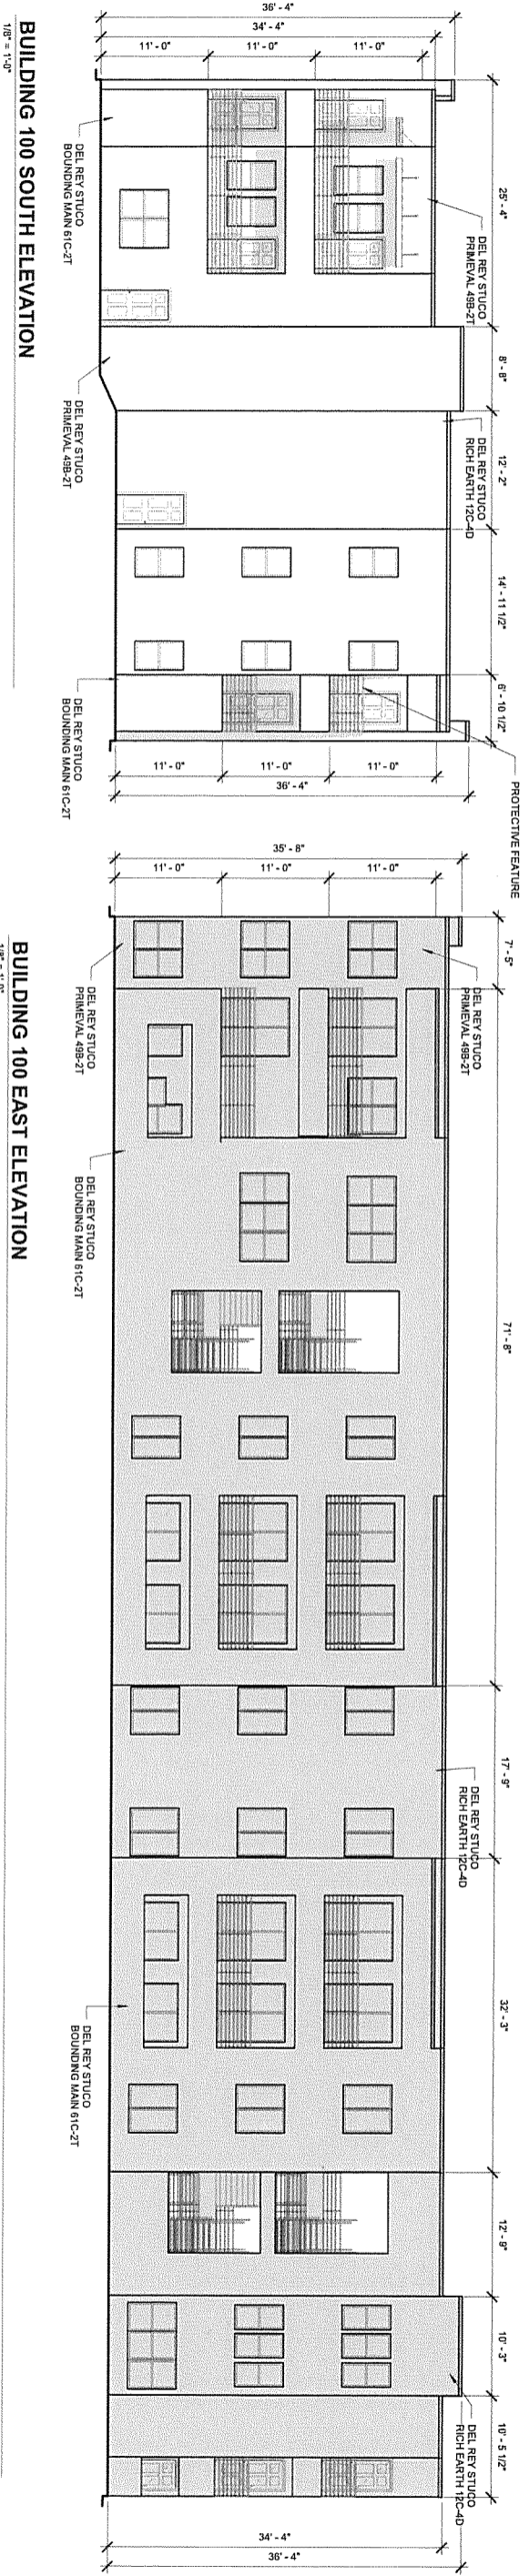 36' - 4"
34' - 4"
11' - 0"
11' - 0"
11' - 0"
25' - 4"
8' - 8"
12' - 2"
14' - 11 1/2"
6' - 10 1/2"
DEL REY STUCO
PRIMEVAL 49B-2T
DEL REY STUCO
RICH EARTH 12C-4D
PROTECTIVE FEATURE
11' - 0"
11' - 0"
11' - 0"
36' - 4"
DEL REY STUCO
BOUNDING MAIN 61C-2T
DEL REY STUCO
PRIMEVAL 49B-2T
DEL REY STUCO
BOUNDING MAIN 61C-2T
BUILDING 100 SOUTH ELEVATION
1/8" = 1'-0"
35' - 8"
11' - 0"
11' - 0"
11' - 0"
7' - 5"
71' - 8"
17' - 9"
32' - 3"
12' - 9"
10' - 3"
10' - 5 1/2"
DEL REY STUCO
PRIMEVAL 49B-2T
DEL REY STUCO
RICH EARTH 12C-4D
DEL REY STUCO
RICH EARTH 12C-4D
34' - 4"
36' - 4"
DEL REY STUCO
PRIMEVAL 49B-2T
DEL REY STUCO
BOUNDING MAIN 61C-2T
DEL REY STUCO
BOUNDING MAIN 61C-2T
BUILDING 100 EAST ELEVATION